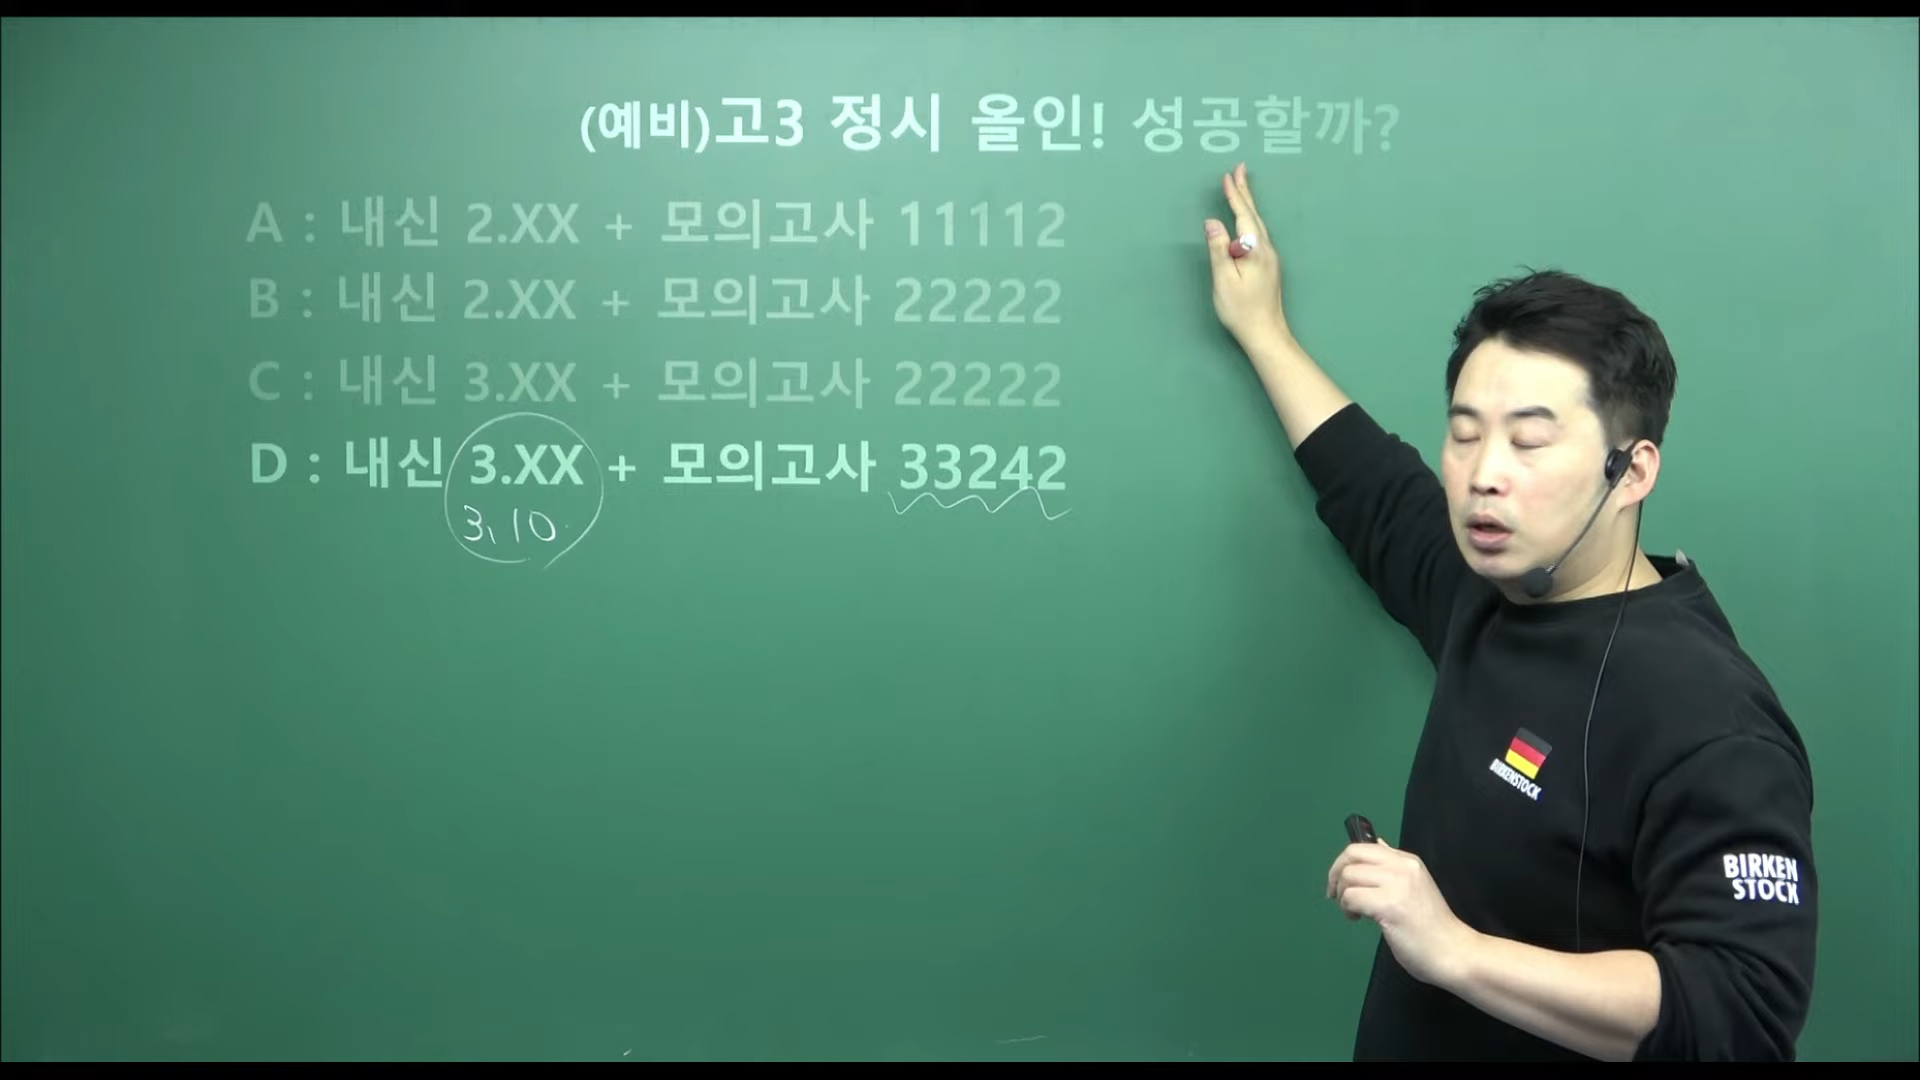 (예비)고3 정시 올인! 성공할까?
A : 내신 2.XX + 모의고사 11112
B : 내신 2.XX + 모의고사 22222
C : 내신 3.XX + 모의고사 22222
D : 내신 3.XX + 모의고사 33242
3.10
BIRKENSTOCK
BIRKEN
STOCK